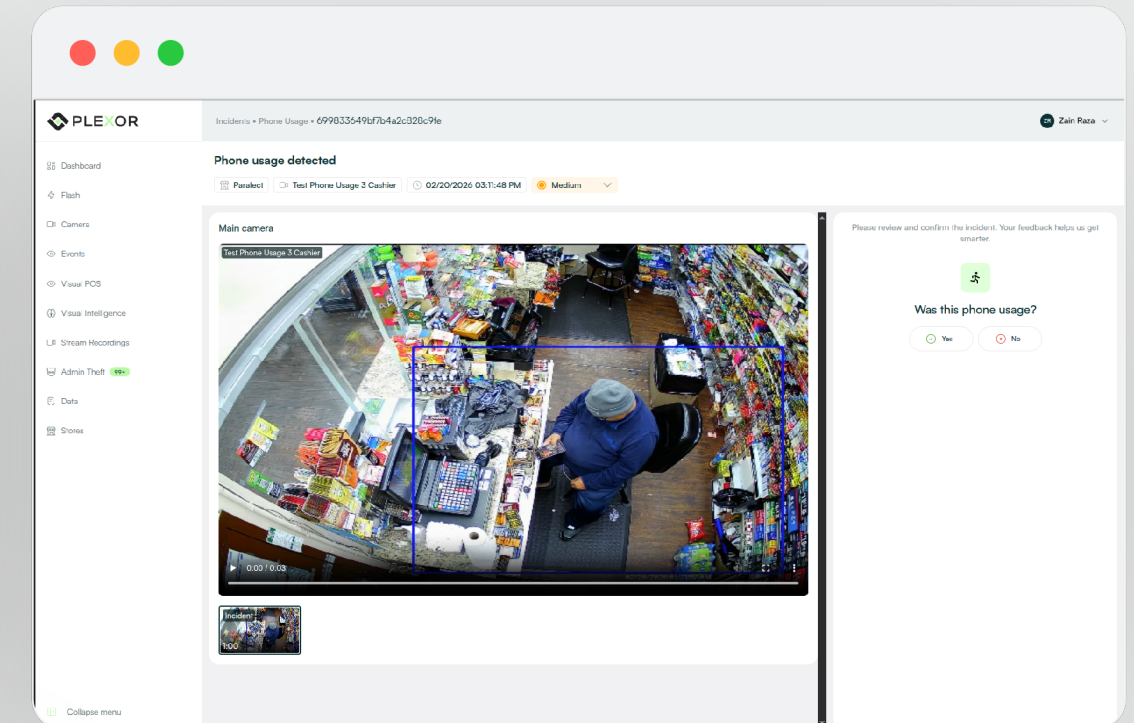 PLEXOR
Incidents • Phone Usage • 699833649bf7b4a2c828c9fe
ZR
Zain Raza
Dashboard
Flash
Camera
Events
Visual POS
Visual Intelligence
Stream Recordings
Admin Theft 99+
Data
Stores
Collapse menu
Phone usage detected
Paralect
Test Phone Usage 3 Cashier
02/20/2026 03:11:48 PM
Medium
Main camera
Test Phone Usage 3 Cashier
0:00 / 0:03
Incident
1:00
Please review and confirm the incident. Your feedback helps us get
smarter.
Was this phone usage?
Yes
No